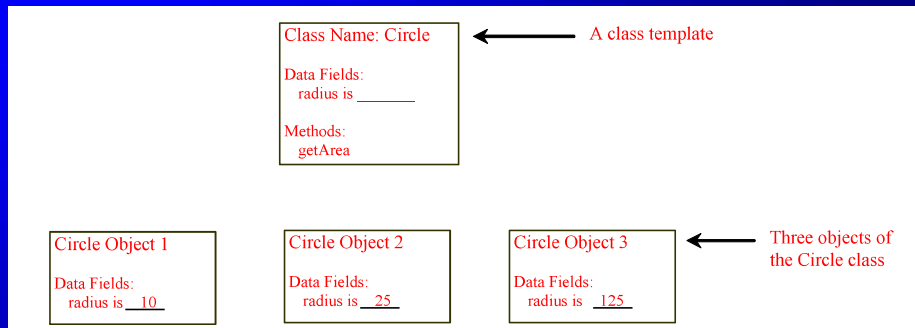 Class Name: Circle
A class template
Data Fields:
radius is _______
Methods:
getArea
Circle Object 1
Data Fields:
radius is 10
Circle Object 2
Data Fields:
radius is 25
Circle Object 3
Data Fields:
radius is 125
Three objects of
the Circle class